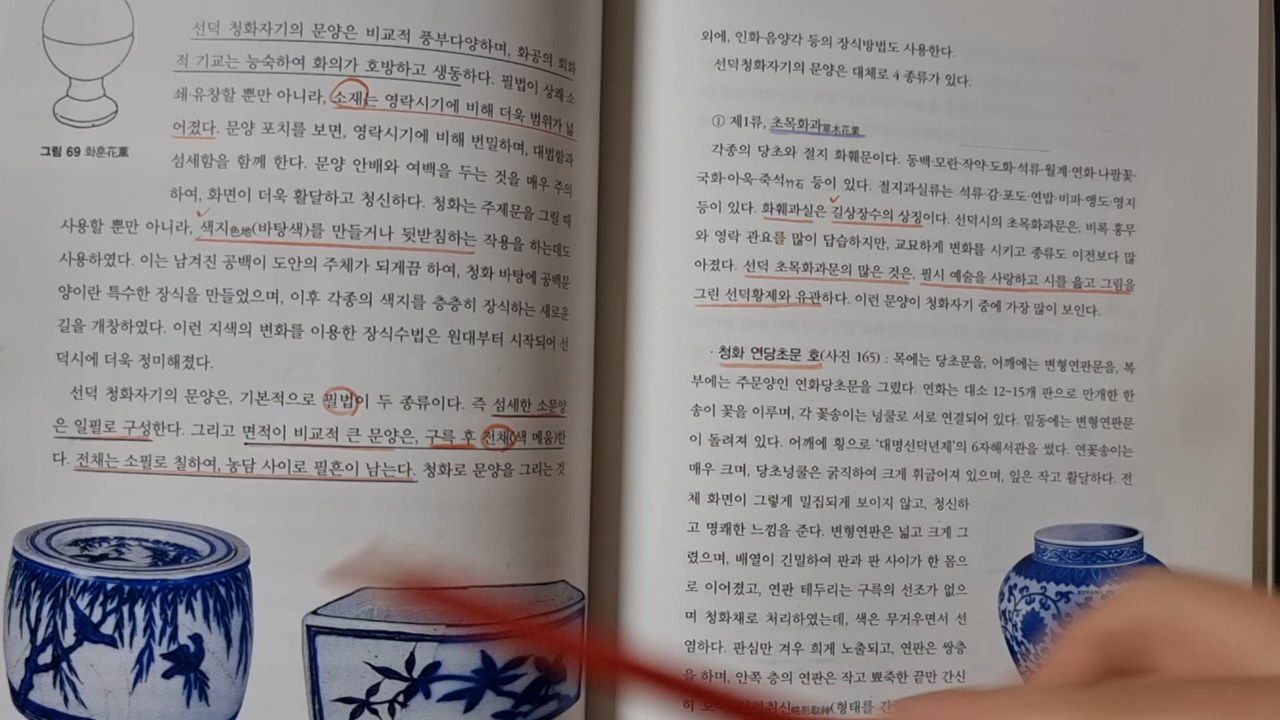 선덕 청화자기의 문양은 비교적 풍부다양하며, 화공의 회화
적 기교는 능숙하여 화의가 호방하고 생동하다. 필법이 상쾌·소
쇄·유창할 뿐만 아니라, 소재는 영락시기에 비해 더욱 범위가 넓
어졌다. 문양 포치를 보면, 영락시기에 비해 번밀하며, 대범함과
그림 69 화훈花薰
섬세함을 함께 한다. 문양 안배와 여백을 두는 것을 매우 주의
하여, 화면이 더욱 활달하고 청신하다. 청화는 주제문을 그릴 때
사용할 뿐만 아니라, 색지色地(바탕색)를 만들거나 뒷받침하는 작용을 하는데도
사용하였다. 이는 남겨진 공백이 도안의 주체가 되게끔 하여, 청화 바탕에 공백문
양이란 특수한 장식을 만들었으며, 이후 각종의 색지를 층층히 장식하는 새로운
길을 개창하였다. 이런 지색의 변화를 이용한 장식수법은 원대부터 시작되어 선
덕시에 더욱 정미해졌다.
선덕 청화자기의 문양은, 기본적으로 필법이 두 종류이다. 즉 섬세한 소문양
은 일필로 구성한다. 그리고 면적이 비교적 큰 문양은, 구륵 후 전채(색 메움)한
다. 전채는 소필로 칠하여, 농담 사이로 필흔이 남는다. 청화로 문양을 그리는 것
외에, 인화·음양각 등의 장식방법도 사용한다.
선덕청화자기의 문양은 대체로 4 종류가 있다.
① 제1류, 초목화과草木花果
각종의 당초와 절지 화훼문이다. 동백·모란·작약·도화·석류·월계·연화·나팔꽃·
국화·아욱·죽석竹石 등이 있다. 절지과실류는 석류·감·포도·연밥·비파·앵도·영지
등이 있다. 화훼과실은 길상장수의 상징이다. 선덕시의 초목화과문은, 비록 홍무
와 영락 관요를 많이 답습하지만, 교묘하게 변화를 시키고 종류도 이전보다 많
아졌다. 선덕 초목화과문의 많은 것은, 필시 예술을 사랑하고 시를 읊고 그림을
그린 선덕황제와 유관하다. 이런 문양이 청화자기 중에 가장 많이 보인다.
· 청화 연당초문 호(사진 165) : 목에는 당초문을, 어깨에는 변형연판문을, 복
부에는 주문양인 연화당초문을 그렸다. 연화는 대소 12~15개 판으로 만개한 한
송이 꽃을 이루며, 각 꽃송이는 넝쿨로 서로 연결되어 있다. 밑동에는 변형연판문
이 돌려져 있다. 어깨에 횡으로 '대명선덕년제'의 6자해서관을 썼다. 연꽃송이는
매우 크며, 당초넝쿨은 굵직하여 크게 휘굽어져 있으며, 잎은 작고 활달하다. 전
체 화면이 그렇게 밀집되게 보이지 않고, 청신하
고 명쾌한 느낌을 준다. 변형연판은 넓고 크게 그
렸으며, 배열이 긴밀하여 판과 판 사이가 한 몸으
로 이어졌고, 연판 테두리는 구륵의 선조가 없으
며 청화채로 처리하였는데, 색은 무거우면서 선
염하다. 판심만 겨우 희게 노출되고, 연판은 쌍층
을 하며, 안쪽 층의 연판은 작고 뾰죽한 끝만 간신
히 略形取神(형태를